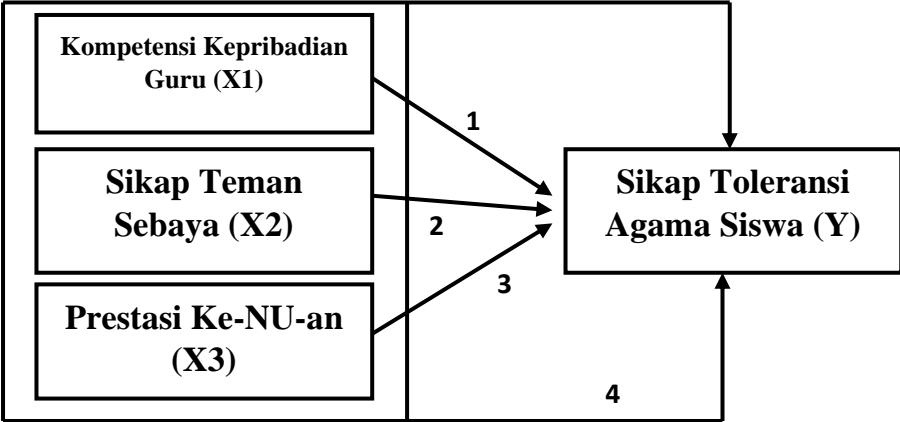 Kompetensi Kepribadian
Guru (X1)
1
Sikap Teman
Sebaya (X2)
2
Sikap Toleransi
Agama Siswa (Y)
3
Prestasi Ke-NU-an
(X3)
4